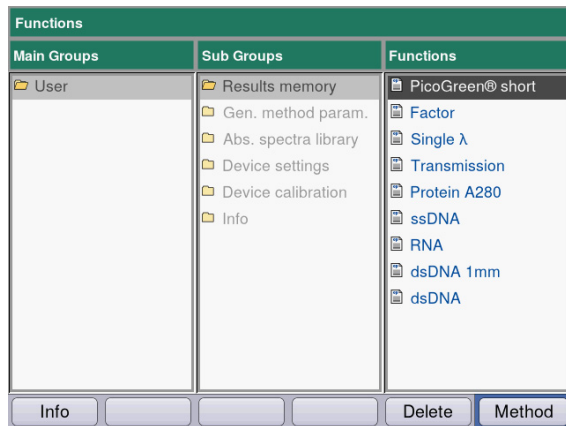 Functions
Main Groups
Sub Groups
Functions
User
Results memory
Gen. method param.
Abs. spectra library
Device settings
Device calibration
Info
PicoGreen® short
Factor
Single λ
Transmission
Protein A280
ssDNA
RNA
dsDNA 1mm
dsDNA
Info
Delete
Method